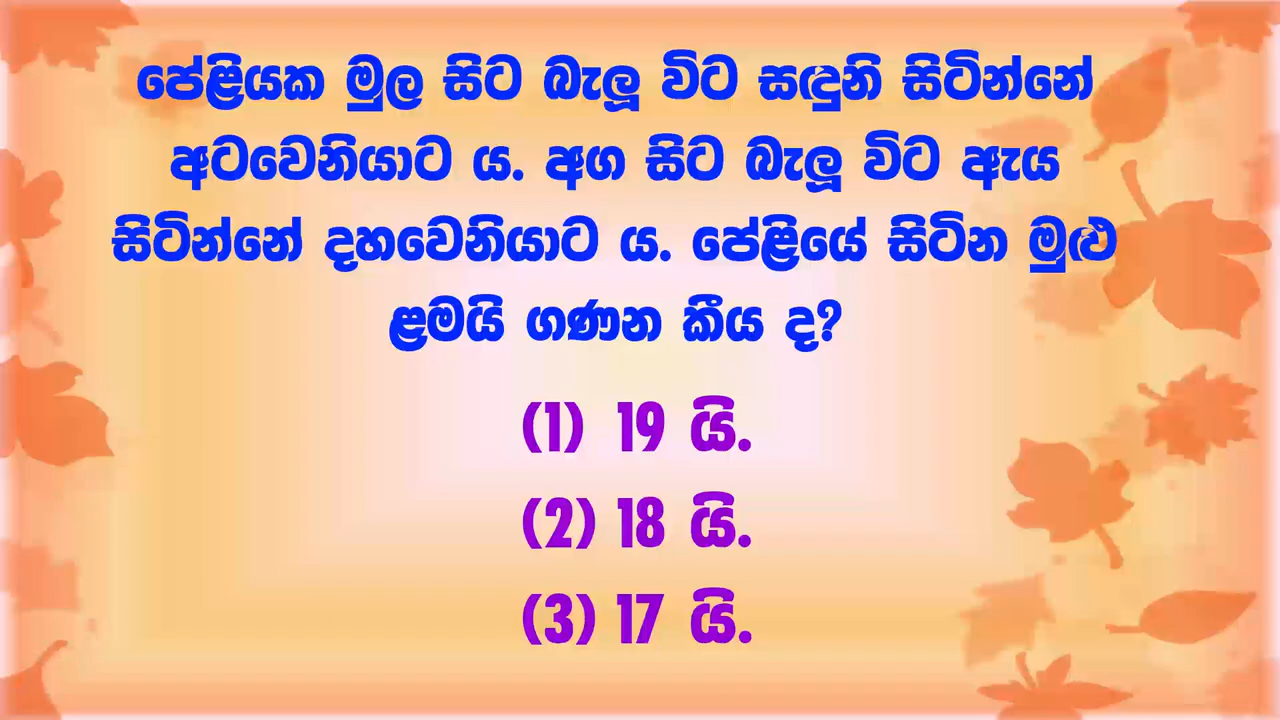 පේළියක මුල සිට බැලූ විට සඳුනි සිටින්නේ
අටවෙනියාට ය. අග සිට බැලූ විට ඇය
සිටින්නේ දහවෙනියාට ය. පේළියේ සිටින මුළු
ළමයි ගණන කීය ද?
(1) 19 යි.
(2) 18 යි.
(3) 17 යි.